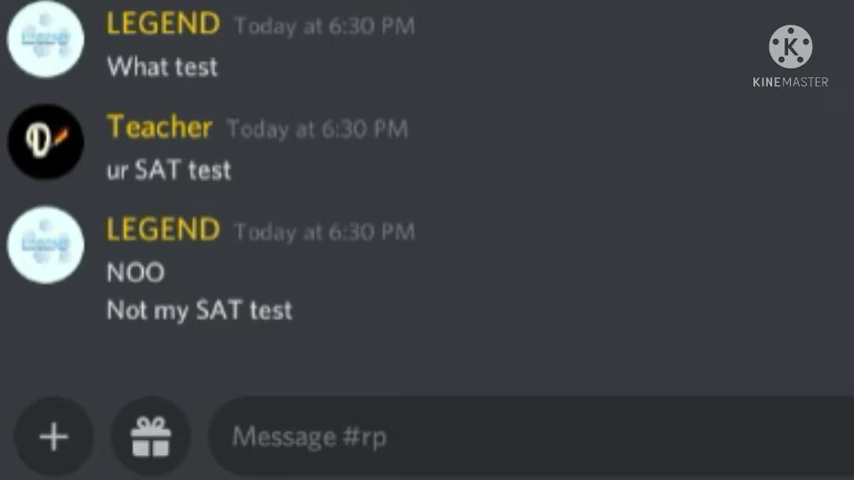 LEGEND Today at 6:30 PM
What test
KINEMASTER
Teacher Today at 6:30 PM
ur SAT test
LEGEND Today at 6:30 PM
NOO
Not my SAT test
Message #rp